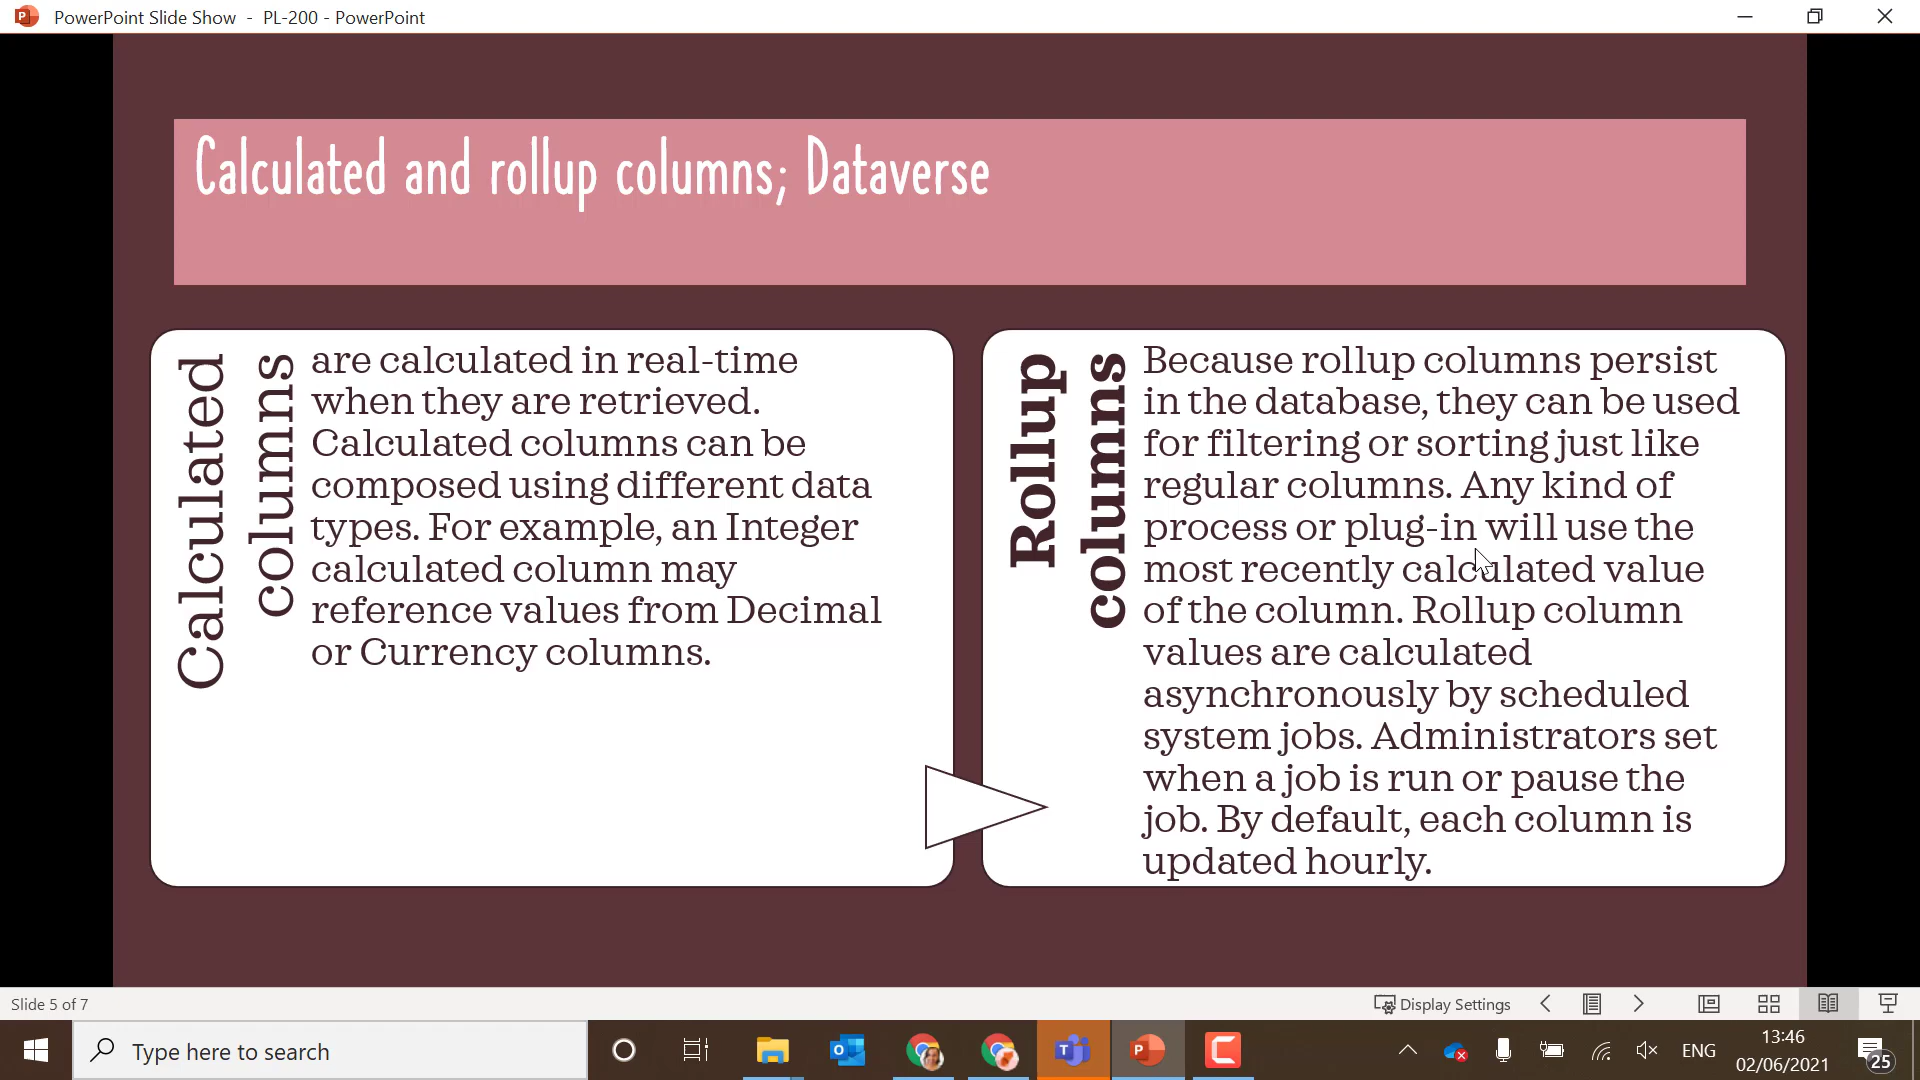 PowerPoint Slide Show - PL-200 - PowerPoint
Calculated and rollup columns; Dataverse
Calculated
columns
are calculated in real-time
when they are retrieved.
Calculated columns can be
composed using different data
types. For example, an Integer
calculated column may
reference values from Decimal
or Currency columns.
Rollup
columns
Because rollup columns persist
in the database, they can be used
for filtering or sorting just like
regular columns. Any kind of
process or plug-in will use the
most recently calculated value
of the column. Rollup column
values are calculated
asynchronously by scheduled
system jobs. Administrators set
when a job is run or pause the
job. By default, each column is
updated hourly.
Slide 5 of 7
Display Settings
Type here to search
ENG
13:46
02/06/2021
25